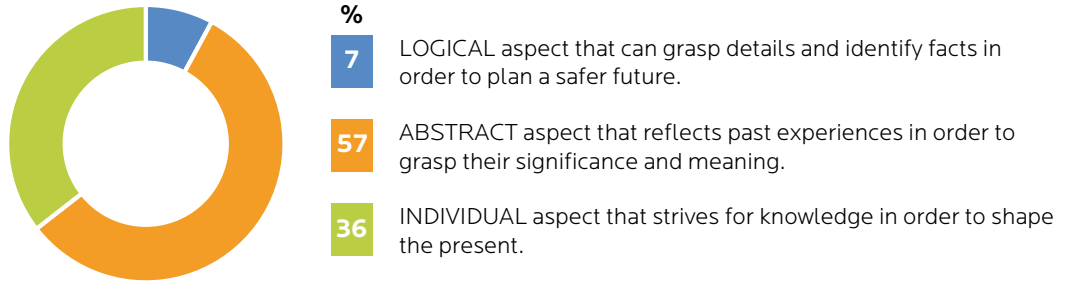 %
7
LOGICAL aspect that can grasp details and identify facts in
order to plan a safer future.
57
ABSTRACT aspect that reflects past experiences in order to
grasp their significance and meaning.
36
INDIVIDUAL aspect that strives for knowledge in order to shape
the present.